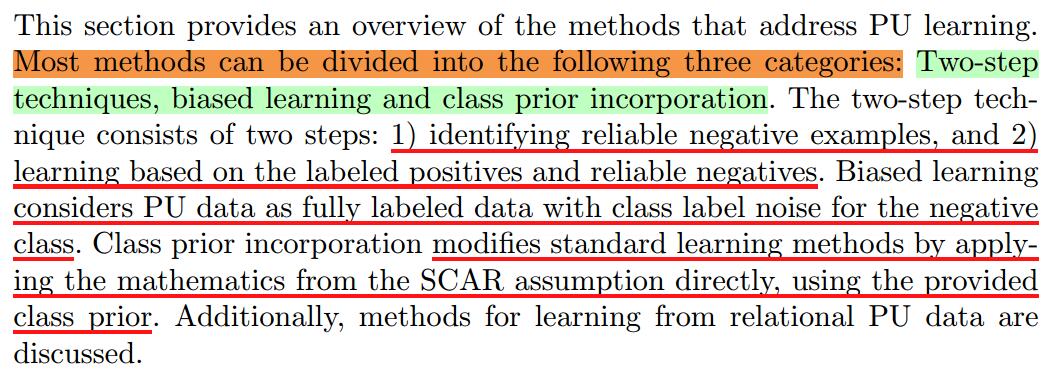 This section provides an overview of the methods that address PU learning.
Most methods can be divided into the following three categories: Two-step
techniques, biased learning and class prior incorporation. The two-step tech-
nique consists of two steps: 1) identifying reliable negative examples, and 2)
learning based on the labeled positives and reliable negatives. Biased learning
considers PU data as fully labeled data with class label noise for the negative
class. Class prior incorporation modifies standard learning methods by apply-
ing the mathematics from the SCAR assumption directly, using the provided
class prior. Additionally, methods for learning from relational PU data are
discussed.